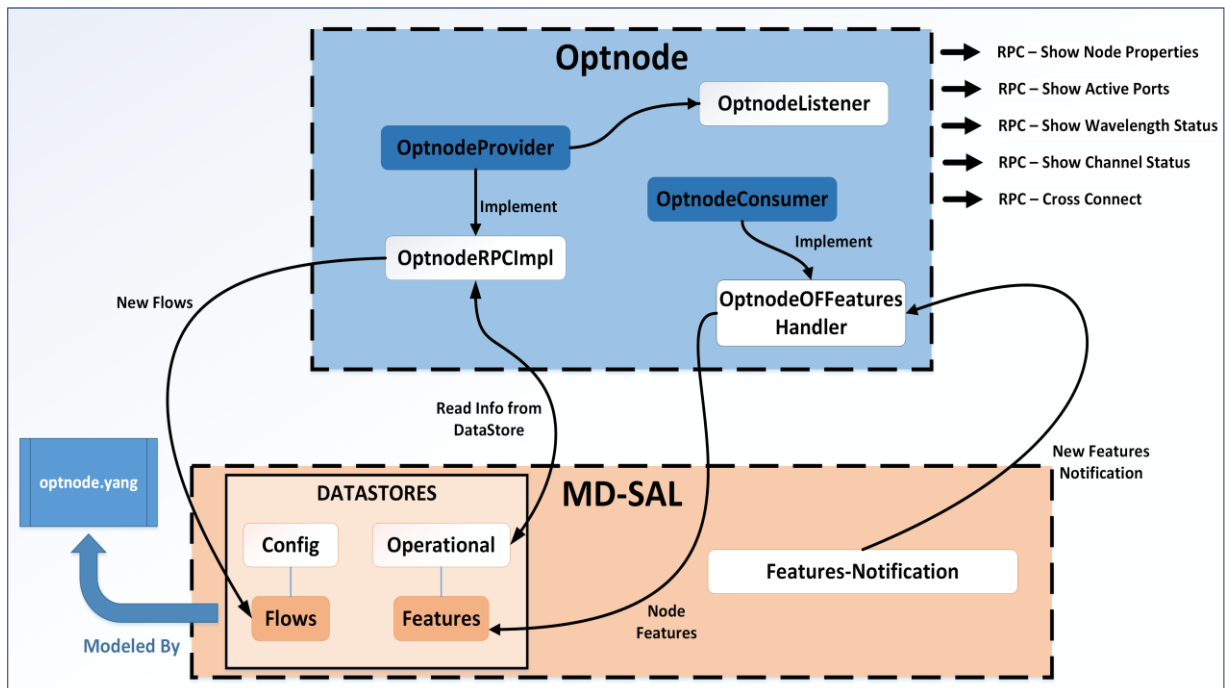 Optnode
RPC – Show Node Properties
RPC – Show Active Ports
RPC – Show Wavelength Status
RPC – Show Channel Status
RPC – Cross Connect
OptnodeListener
OptnodeProvider
OptnodeConsumer
Implement
Implement
OptnodeRPCImpl
OptnodeOFFeatures
Handler
New Flows
Read Info from
DataStore
New Features
Notification
optnode.yang
DATASTORES
MD-SAL
Config
Operational
Features-Notification
Flows
Features
Node
Features
Modeled By